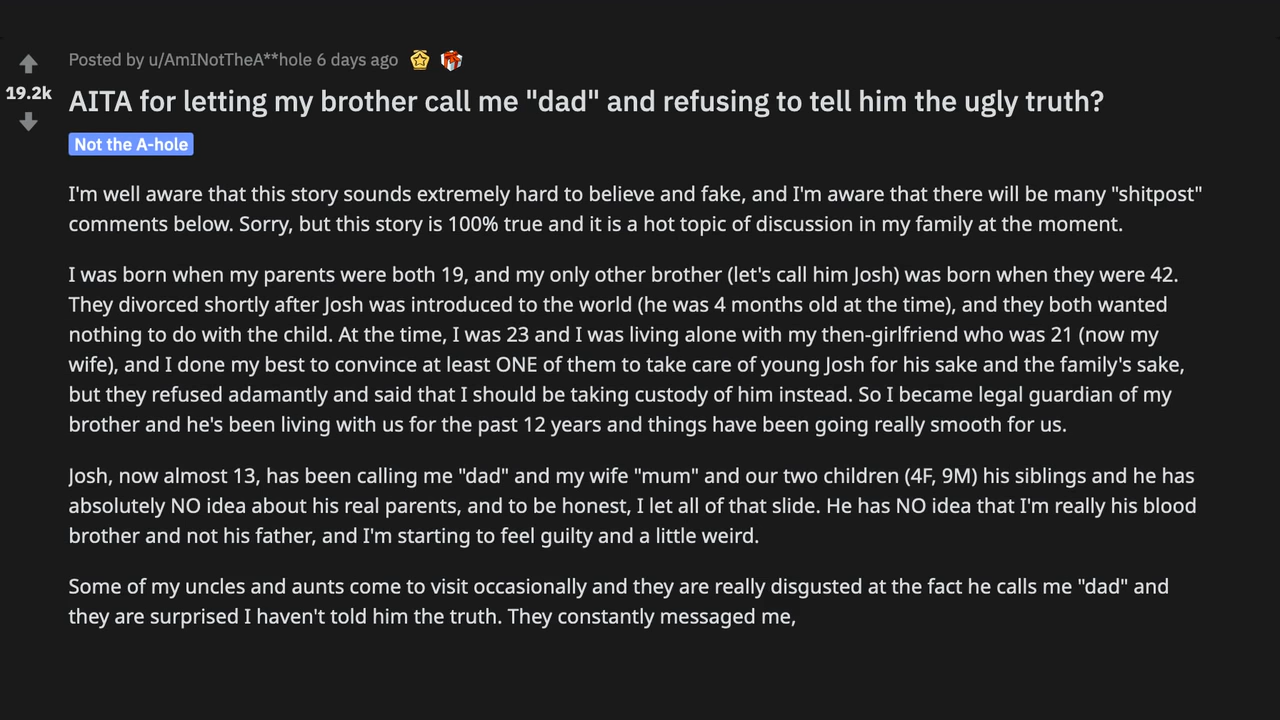 Posted by u/AmINotTheA**hole 6 days ago
19.2k
AITA for letting my brother call me "dad" and refusing to tell him the ugly truth?
Not the A-hole
I'm well aware that this story sounds extremely hard to believe and fake, and I'm aware that there will be many "shitpost"
comments below. Sorry, but this story is 100% true and it is a hot topic of discussion in my family at the moment.
I was born when my parents were both 19, and my only other brother (let's call him Josh) was born when they were 42.
They divorced shortly after Josh was introduced to the world (he was 4 months old at the time), and they both wanted
nothing to do with the child. At the time, I was 23 and I was living alone with my then-girlfriend who was 21 (now my
wife), and I done my best to convince at least ONE of them to take care of young Josh for his sake and the family's sake,
but they refused adamantly and said that I should be taking custody of him instead. So I became legal guardian of my
brother and he's been living with us for the past 12 years and things have been going really smooth for us.
Josh, now almost 13, has been calling me "dad" and my wife "mum" and our two children (4F, 9M) his siblings and he has
absolutely NO idea about his real parents, and to be honest, I let all of that slide. He has NO idea that I'm really his blood
brother and not his father, and I'm starting to feel guilty and a little weird.
Some of my uncles and aunts come to visit occasionally and they are really disgusted at the fact he calls me "dad" and
they are surprised I haven't told him the truth. They constantly messaged me,